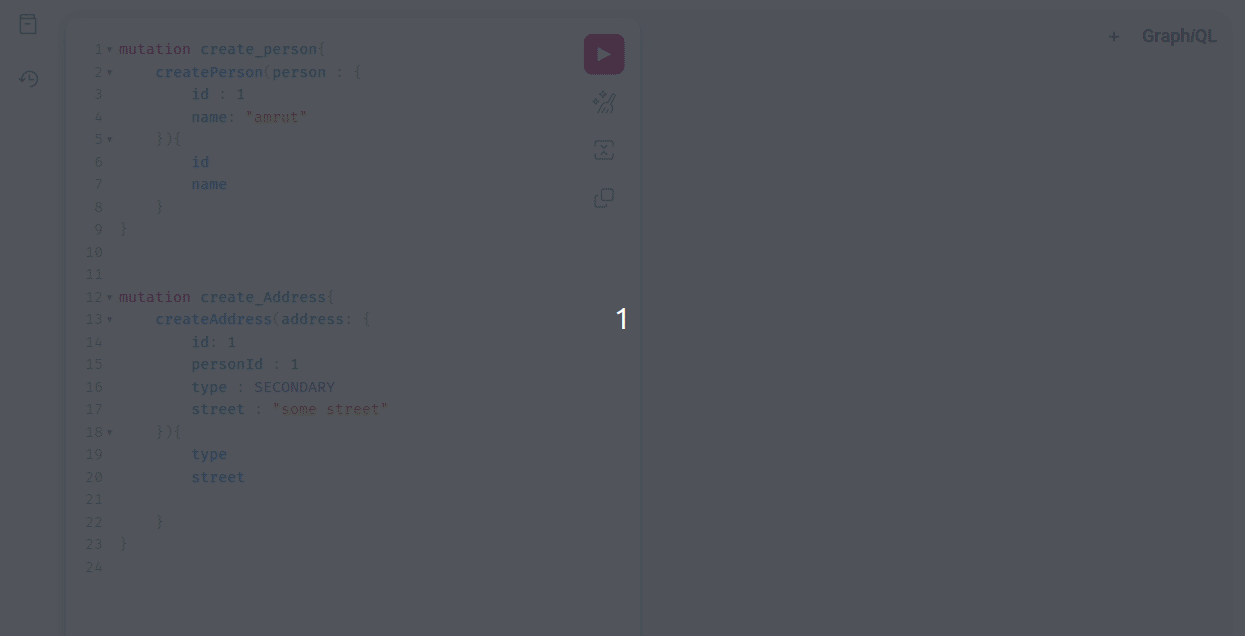 + GraphiQL
1 mutation create_person{
2 createPerson(person : {
3 id : 1
4 name: "amrut"
5 }){
6 id
7 name
8 }
9 }
10
11
12 mutation create_Address{
13 createAddress(address: {
14 id: 1
15 personId : 1
16 type : SECONDARY
17 street : "some street"
18 }){
19 type
20 street
21
22 }
23 }
24
1